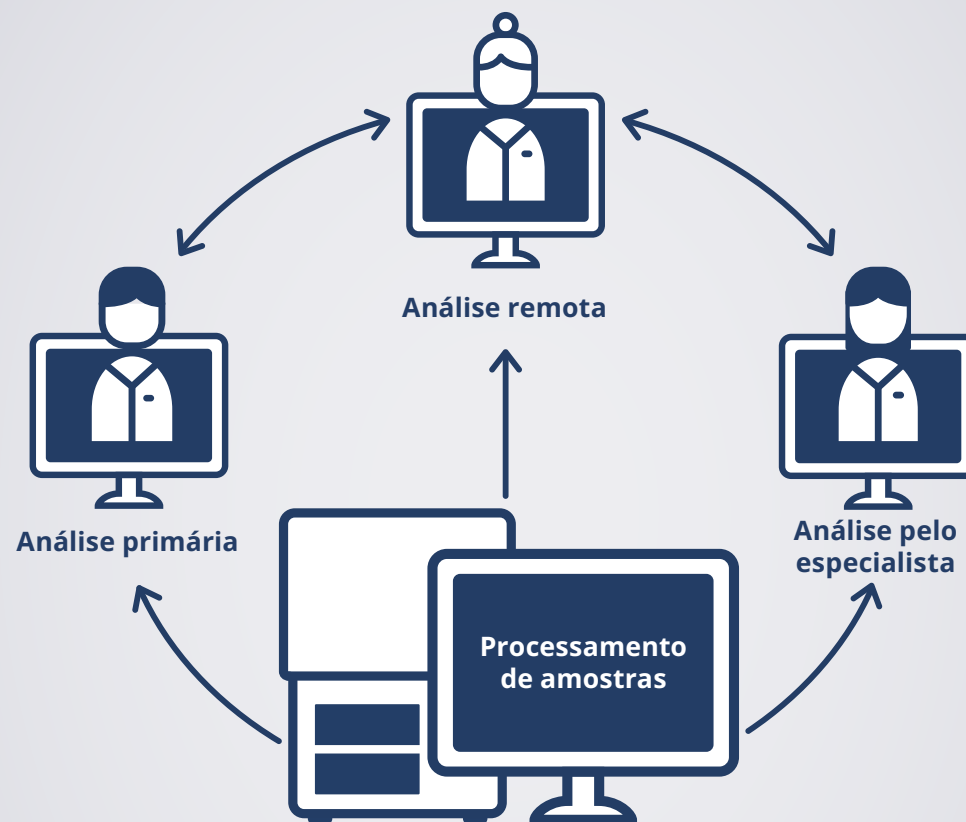 Análise remota
Análise primária
Análise pelo
especialista
Processamento
de amostras